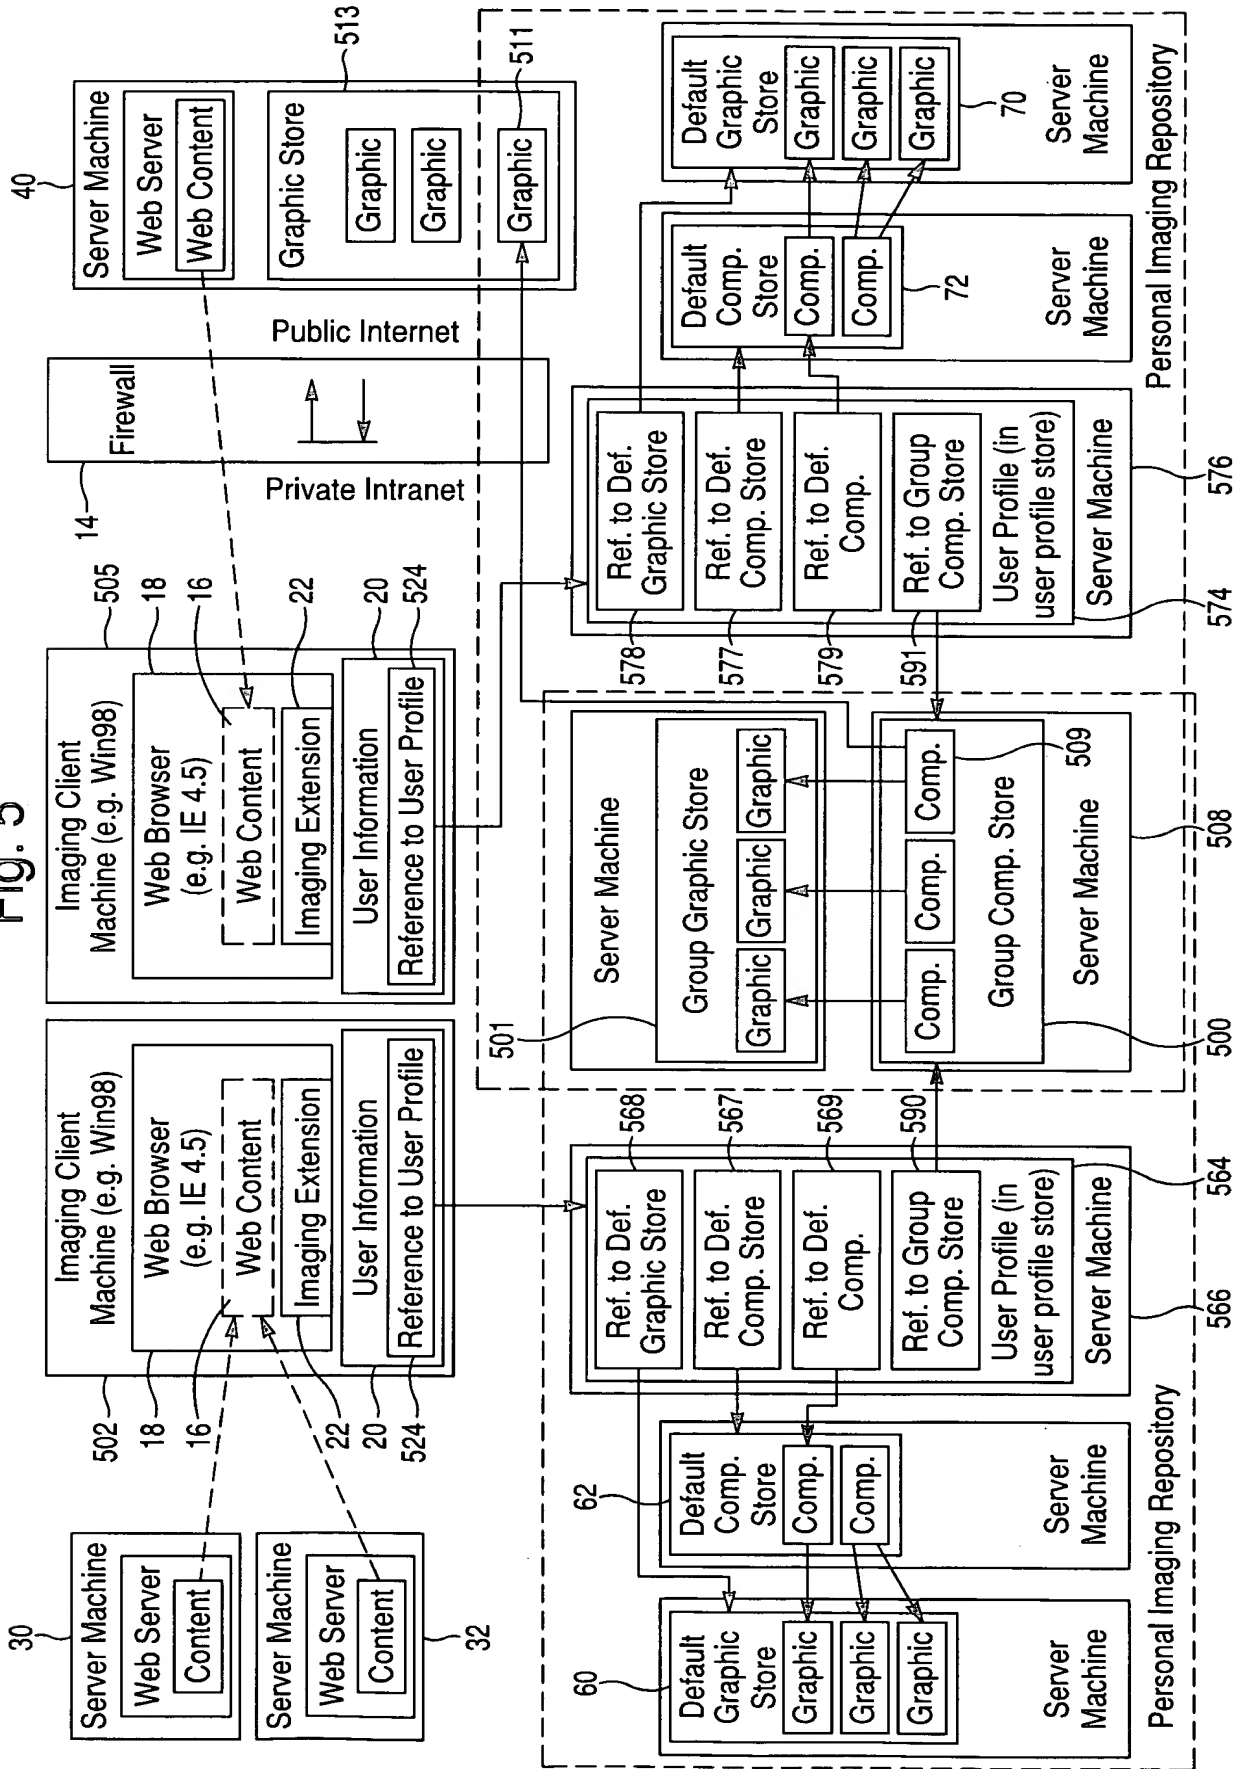 Fig. 5
30
Server Machine
Web Server
Content
Server Machine
Web Server
Content
32
502
18
16
22
20
524
Imaging Client
Machine (e.g. Win98)
Web Browser
(e.g. IE 4.5)
Web Content
Imaging Extension
User Information
Reference to User Profile
Imaging Client
Machine (e.g. Win98)
Web Browser
(e.g. IE 4.5)
Web Content
Imaging Extension
User Information
Reference to User Profile
505
18
16
22
20
524
14
Firewall
Private Intranet
Public Internet
40
Server Machine
Web Server
Web Content
Graphic Store
Graphic
Graphic
Graphic
513
511
60
Default
Graphic
Store
Graphic
Graphic
Graphic
Server
Machine
62
Default
Comp.
Store
Comp.
Comp.
Server
Machine
Personal Imaging Repository
Ref. to Def.
Graphic Store
Ref. to Def.
Comp. Store
Ref. to Def.
Comp.
Ref. to Group
Comp. Store
User Profile (in
user profile store)
Server Machine
568
567
569
590
564
566
501
Server Machine
Group Graphic Store
Graphic
Graphic
Graphic
Comp.
Comp.
Comp.
509
Group Comp. Store
Server Machine
500
508
578
577
579
591
Ref. to Def.
Graphic Store
Ref. to Def.
Comp. Store
Ref. to Def.
Comp.
Ref. to Group
Comp. Store
User Profile (in
user profile store)
Server Machine
574
576
Default
Comp.
Store
Comp.
Comp.
72
Server
Machine
Default
Graphic
Store
Graphic
Graphic
Graphic
70
Server
Machine
Personal Imaging Repository